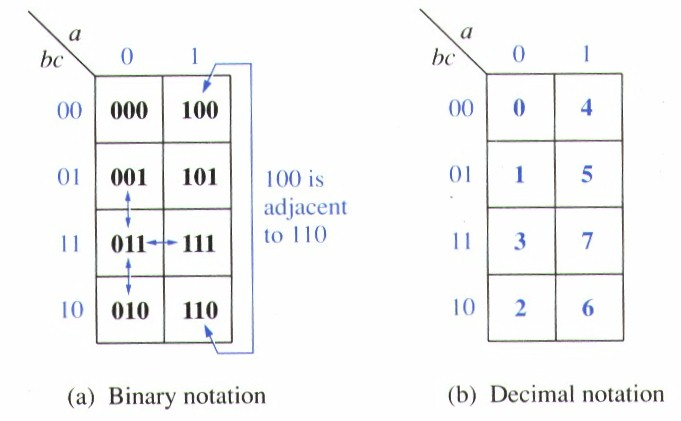 a
bc 0 1
00 000 100
01 001 101
11 011 111
10 010 110
100 is
adjacent
to 110
(a) Binary notation
a
bc 0 1
00 0 4
01 1 5
11 3 7
10 2 6
(b) Decimal notation